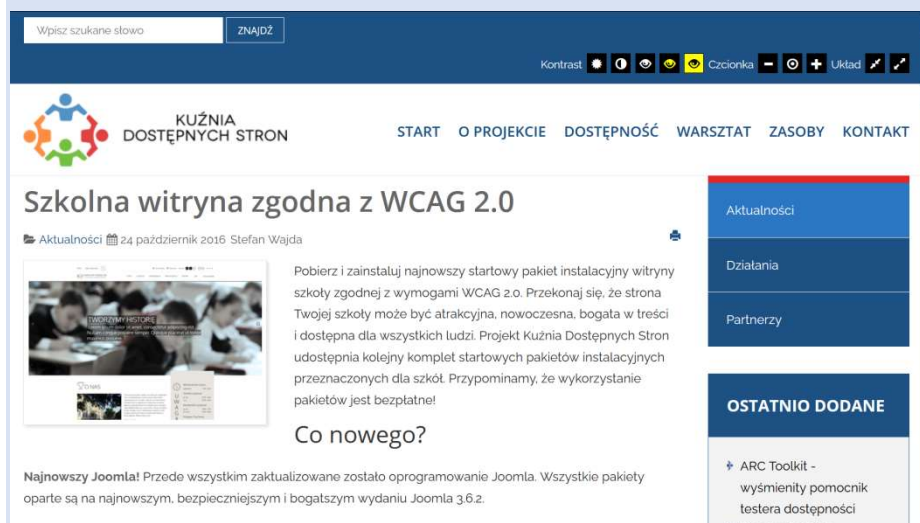 Wpisz szukane słowo
ZNAJDŹ
Kontrast
Czcionka
Układ
KUŹNIA
DOSTĘPNYCH STRON
START O PROJEKCIE DOSTĘPNOŚĆ WARSZTAT ZASOBY KONTAKT
Szkolna witryna zgodna z WCAG 2.0
Aktualności 24 październik 2016 Stefan Wajda
TWORZYMY HISTORIĘ
O NAS
UWAGA
Pobierz i zainstaluj najnowszy startowy pakiet instalacyjny witryny
szkoły zgodnej z wymogami WCAG 2.0. Przekonaj się, że strona
Twojej szkoły może być atrakcyjna, nowoczesna, bogata w treści
i dostępna dla wszystkich ludzi. Projekt Kuźnia Dostępnych Stron
udostępnia kolejny komplet startowych pakietów instalacyjnych
przeznaczonych dla szkół. Przypominamy, że wykorzystanie
pakietów jest bezpłatne!
Co nowego?
Najnowszy Joomla! Przede wszystkim zaktualizowane zostało oprogramowanie Joomla. Wszystkie pakiety
oparte są na najnowszym, bezpieczniejszym i bogatszym wydaniu Joomla 3.6.2.
Aktualności
Działania
Partnerzy
OSTATNIO DODANE
ARC Toolkit -
wyśmienity pomocnik
testera dostępności